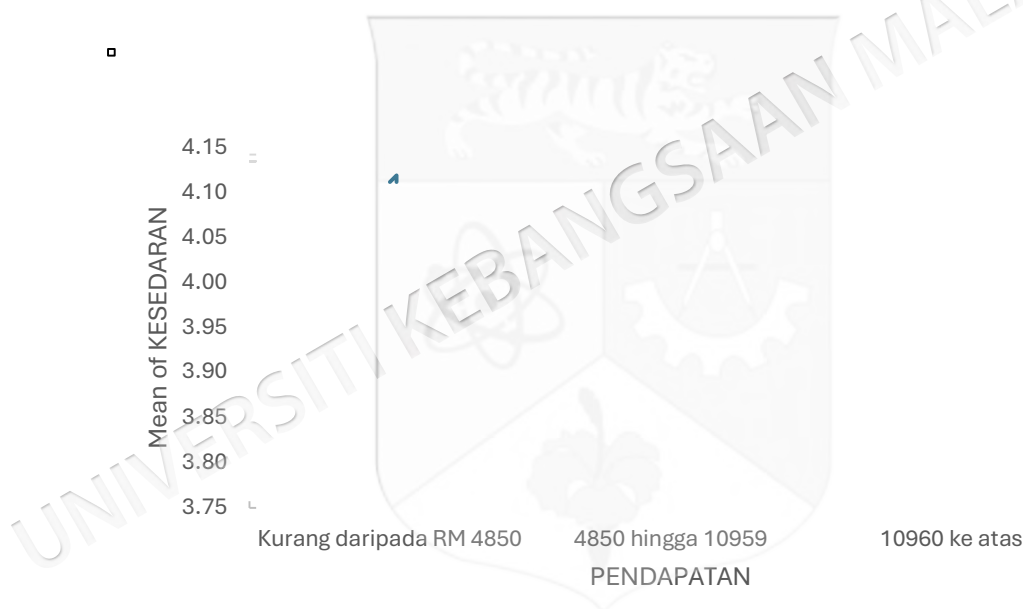 4.15
4.10
4.05
4.00
3.95
3.90
3.85
3.80
3.75
Mean of KESEDARAN
Kurang daripada RM 4850
4850 hingga 10959
10960 ke atas
PENDAPATAN
UNIVERSITI KEBANGSAAN MALA